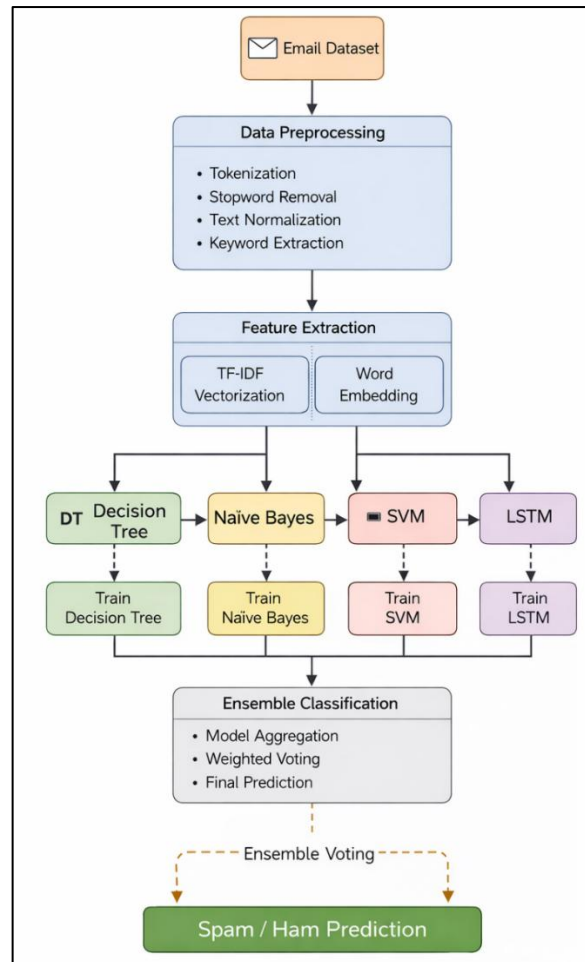 Email Dataset
Data Preprocessing
• Tokenization
• Stopword Removal
• Text Normalization
• Keyword Extraction
Feature Extraction
TF-IDF
Vectorization
Word
Embedding
DT Decision
Tree
Naïve Bayes
SVM
LSTM
Train
Decision Tree
Train
Naïve Bayes
Train
SVM
Train
LSTM
Ensemble Classification
• Model Aggregation
• Weighted Voting
• Final Prediction
Ensemble Voting
Spam / Ham Prediction